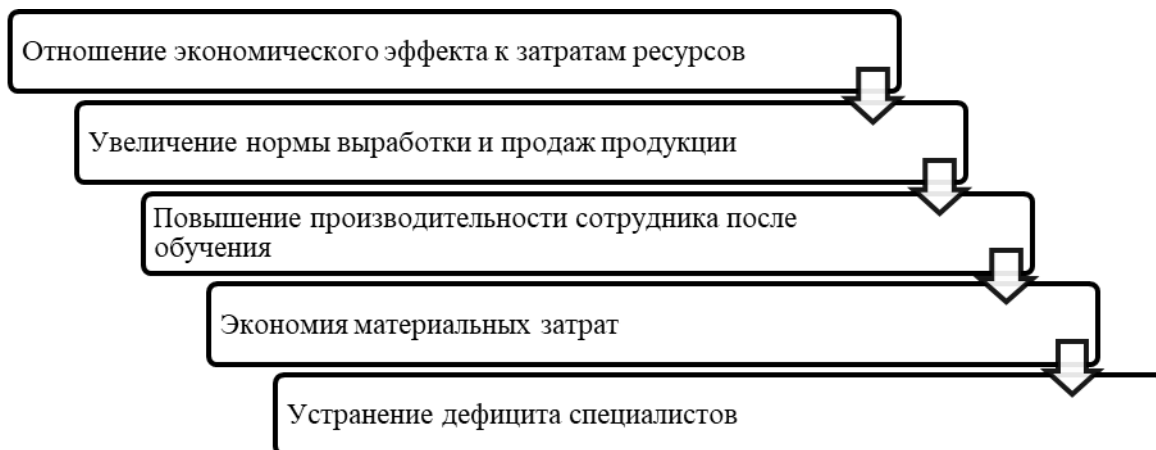 Отношение экономического эффекта к затратам ресурсов
Увеличение нормы выработки и продаж продукции
Повышение производительности сотрудника после
обучения
Экономия материальных затрат
Устранение дефицита специалистов